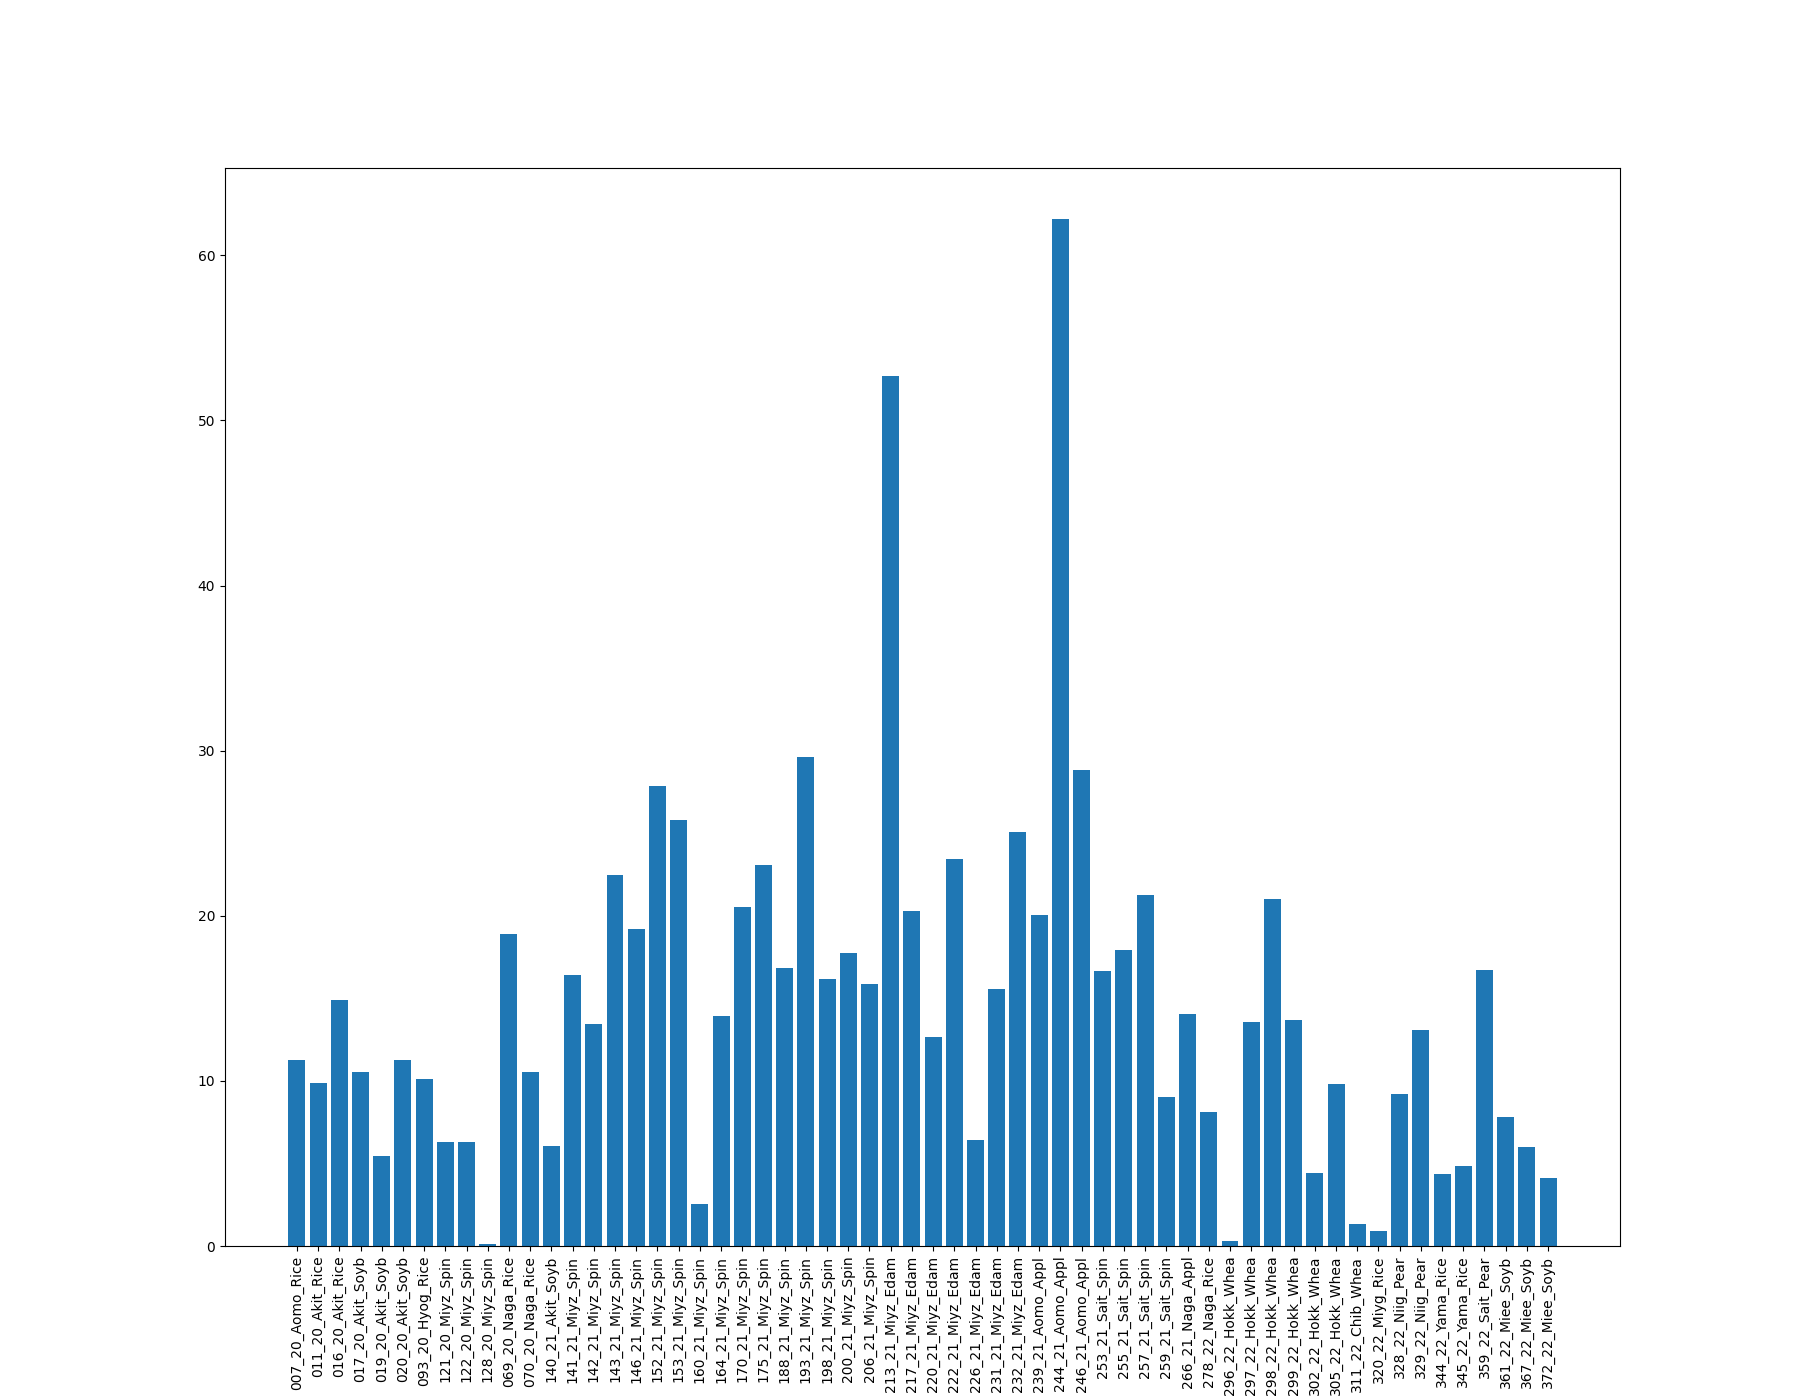 60
50
40
30
20
10
0
007_20_Aomo_Rice
011_20_Akit_Rice
016_20_Akit_Rice
017_20_Akit_Soyb
019_20_Akit_Soyb
020_20_Akit_Soyb
093_20_Hyog_Rice
121_20_Miyz_Spin
122_20_Miyz_Spin
128_20_Miyz_Spin
069_20_Naga_Rice
070_20_Naga_Rice
140_21_Akit_Soyb
141_21_Miyz_Spin
142_21_Miyz_Spin
143_21_Miyz_Spin
146_21_Miyz_Spin
152_21_Miyz_Spin
153_21_Miyz_Spin
160_21_Miyz_Spin
164_21_Miyz_Spin
170_21_Miyz_Spin
175_21_Miyz_Spin
188_21_Miyz_Spin
193_21_Miyz_Spin
198_21_Miyz_Spin
200_21_Miyz_Spin
206_21_Miyz_Spin
213_21_Miyz_Edam
217_21_Miyz_Edam
220_21_Miyz_Edam
222_21_Miyz_Edam
226_21_Miyz_Edam
231_21_Miyz_Edam
232_21_Miyz_Edam
239_21_Aomo_Appl
244_21_Aomo_Appl
246_21_Aomo_Appl
253_21_Sait_Spin
255_21_Sait_Spin
257_21_Sait_Spin
259_21_Sait_Spin
266_21_Naga_Appl
278_22_Naga_Rice
296_22_Hokk_Whea
297_22_Hokk_Whea
298_22_Hokk_Whea
299_22_Hokk_Whea
302_22_Hokk_Whea
305_22_Hokk_Whea
311_22_Chib_Whea
320_22_Miyg_Rice
328_22_Niig_Pear
329_22_Niig_Pear
344_22_Yama_Rice
345_22_Yama_Rice
359_22_Sait_Pear
361_22_Miee_Soyb
367_22_Miee_Soyb
372_22_Miee_Soyb